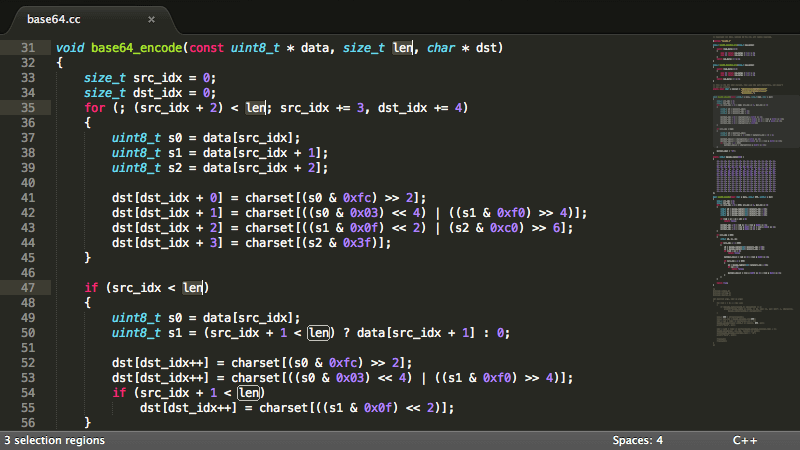 base64.cc ×
31 void base64_encode(const uint8_t * data, size_t len, char * dst)
32 {
33     size_t src_idx = 0;
34     size_t dst_idx = 0;
35     for (; (src_idx + 2) < len; src_idx += 3, dst_idx += 4)
36     {
37         uint8_t s0 = data[src_idx];
38         uint8_t s1 = data[src_idx + 1];
39         uint8_t s2 = data[src_idx + 2];
40
41         dst[dst_idx + 0] = charset[(s0 & 0xfc) >> 2];
42         dst[dst_idx + 1] = charset[((s0 & 0x03) << 4) | ((s1 & 0xf0) >> 4)];
43         dst[dst_idx + 2] = charset[((s1 & 0x0f) << 2) | (s2 & 0xc0) >> 6];
44         dst[dst_idx + 3] = charset[(s2 & 0x3f)];
45     }
46
47     if (src_idx < len)
48     {
49         uint8_t s0 = data[src_idx];
50         uint8_t s1 = (src_idx + 1 < len) ? data[src_idx + 1] : 0;
51
52         dst[dst_idx++] = charset[(s0 & 0xfc) >> 2];
53         dst[dst_idx++] = charset[((s0 & 0x03) << 4) | ((s1 & 0xf0) >> 4)];
54         if (src_idx + 1 < len)
55             dst[dst_idx++] = charset[((s1 & 0x0f) << 2)];
56     }
3 selection regions Spaces: 4 C++